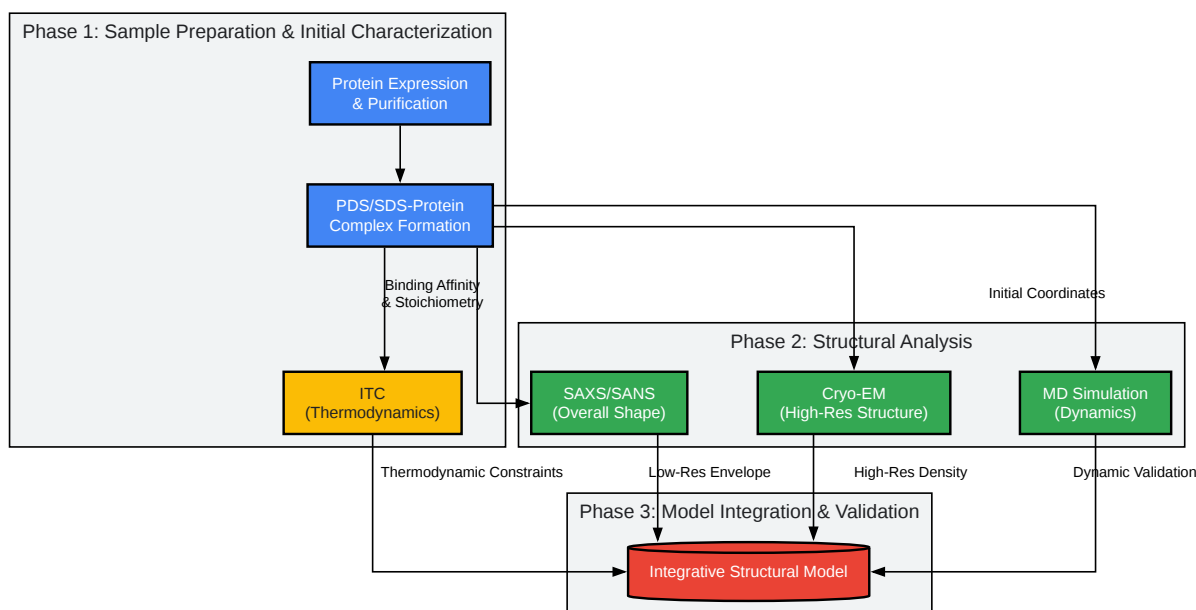 Phase 1: Sample Preparation & Initial Characterization
Protein Expression
& Purification
PDS/SDS-Protein
Complex Formation
Binding Affinity
& Stoichiometry
Initial Coordinates
Phase 2: Structural Analysis
ITC
(Thermodynamics)
SAXS/SANS
(Overall Shape)
Cryo-EM
(High-Res Structure)
MD Simulation
(Dynamics)
Thermodynamic Constraints
Low-Res Envelope
High-Res Density
Dynamic Validation
Phase 3: Model Integration & Validation
Integrative Structural Model